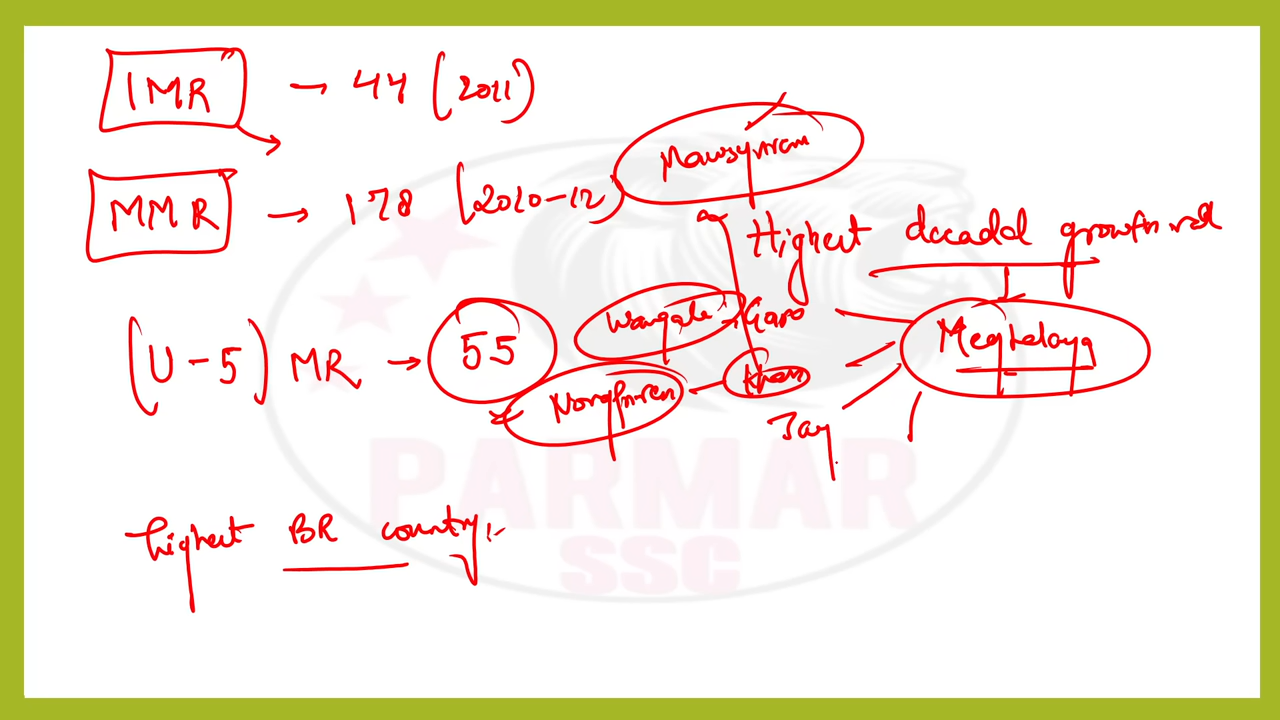 IMR → 44 (2011)
MMR → 178 (2010-12)
Mawsynram
Highest decadal growth rate
Wangala Garo
Meghalaya
(U-5) MR → 55
Khasi
Jay
highest BR country:-
PARMAR
SSC